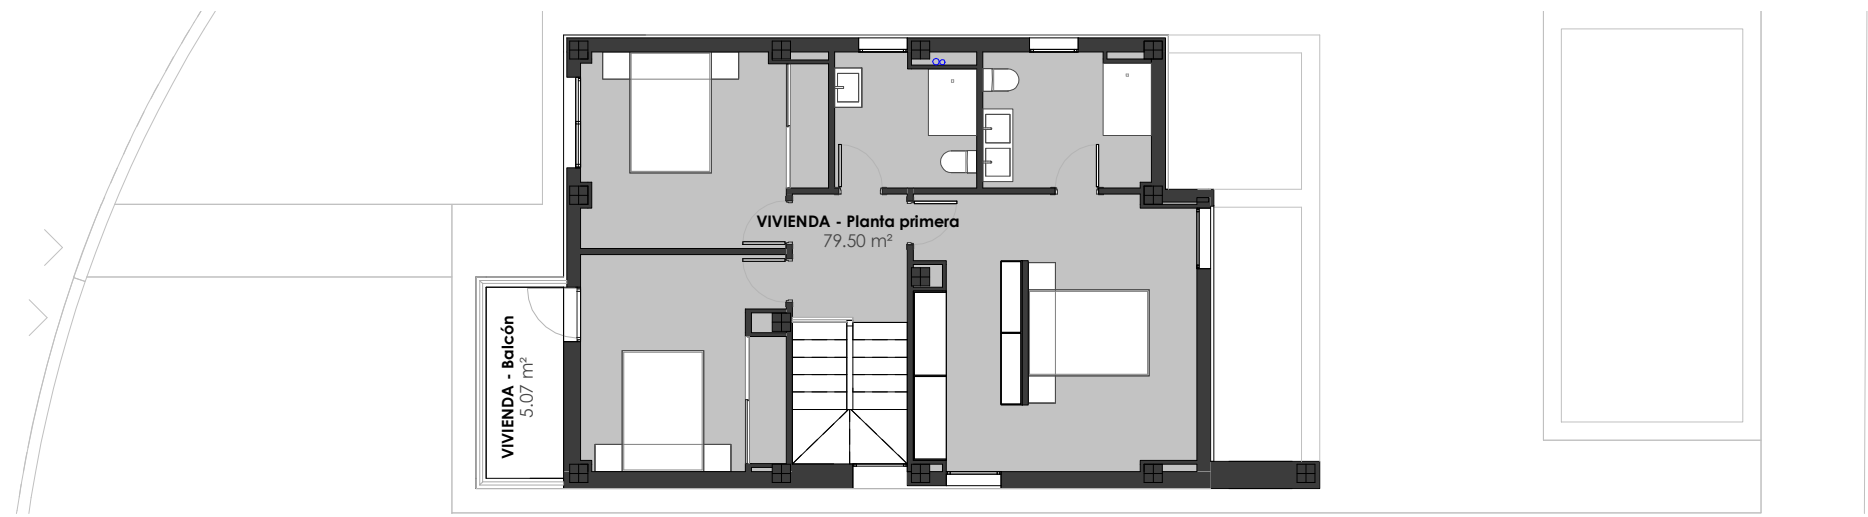 VIVIENDA - Planta primera
79.50 m²
VIVIENDA - Balcón
5.07 m²